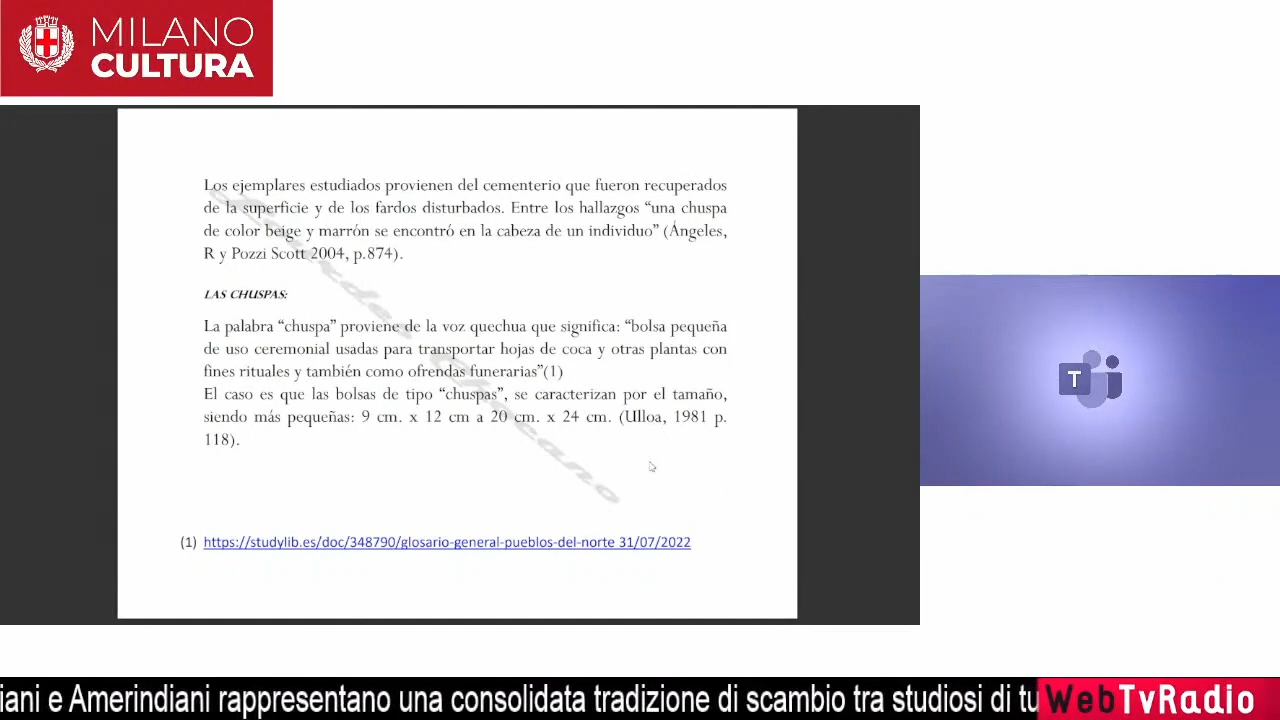 MILANO
CULTURA
Los ejemplares estudiados provienen del cementerio que fueron recuperados
de la superficie y de los fardos disturbados. Entre los hallazgos “una chuspa
de color beige y marrón se encontró en la cabeza de un individuo” (Ángeles,
R y Pozzi Scott 2004, p.874).
LAS CHUSPAS:
La palabra “chuspa” proviene de la voz quechua que significa: “bolsa pequeña
de uso ceremonial usadas para transportar hojas de coca y otras plantas con
fines rituales y también como ofrendas funerarias”(1)
El caso es que las bolsas de tipo “chuspas”, se caracterizan por el tamaño,
siendo más pequeñas: 9 cm. x 12 cm a 20 cm. x 24 cm. (Ulloa, 1981 p.
118).
(1) https://studylib.es/doc/348790/glosario-general-pueblos-del-norte 31/07/2022
T
iani e Amerindiani rappresentano una consolidata tradizione di scambio tra studiosi di tu
WebTvRadio